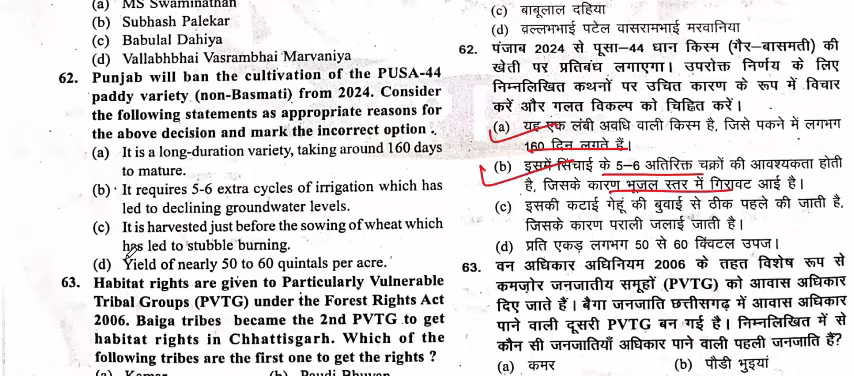 (a) MS Swaminathan
(b) Subhash Palekar
(c) Babulal Dahiya
(d) Vallabhbhai Vasrambhai Marvaniya
62. Punjab will ban the cultivation of the PUSA-44
paddy variety (non-Basmati) from 2024. Consider
the following statements as appropriate reasons for
the above decision and mark the incorrect option .
(a) It is a long-duration variety, taking around 160 days
to mature.
(b) It requires 5-6 extra cycles of irrigation which has
led to declining groundwater levels.
(c) It is harvested just before the sowing of wheat which
has led to stubble burning.
(d) Yield of nearly 50 to 60 quintals per acre.
63. Habitat rights are given to Particularly Vulnerable
Tribal Groups (PVTG) under the Forest Rights Act
2006. Baiga tribes became the 2nd PVTG to get
habitat rights in Chhattisgarh. Which of the
following tribes are the first one to get the rights ?
(a) Kamar (b) Paudi Bhuyan
(c) बाबूलाल दहिया
(d) वल्लभभाई पटेल वासरामभाई मरवानिया
62. पंजाब 2024 से पूसा–44 धान किस्म (गैर–बासमती) की
खेती पर प्रतिबंध लगाएगा। उपरोक्त निर्णय के लिए
निम्नलिखित कथनों पर उचित कारण के रूप में विचार
करें और गलत विकल्प को चिह्नित करें।
(a) यह एक लंबी अवधि वाली किस्म है, जिसे पकने में लगभग
160 दिन लगते हैं।
(b) इसमें सिंचाई के 5–6 अतिरिक्त चक्रों की आवश्यकता होती
है, जिसके कारण भूजल स्तर में गिरावट आई है।
(c) इसकी कटाई गेहूं की बुवाई से ठीक पहले की जाती है,
जिसके कारण पराली जलाई जाती है।
(d) प्रति एकड़ लगभग 50 से 60 क्विंटल उपज।
63. वन अधिकार अधिनियम 2006 के तहत विशेष रूप से
कमज़ोर जनजातीय समूहों (PVTG) को आवास अधिकार
दिए जाते हैं। बैगा जनजाति छत्तीसगढ़ में आवास अधिकार
पाने वाली दूसरी PVTG बन गई है। निम्नलिखित में से
कौन सी जनजातियाँ अधिकार पाने वाली पहली जनजाति हैं?
(a) कमर (b) पौडी भुइयां